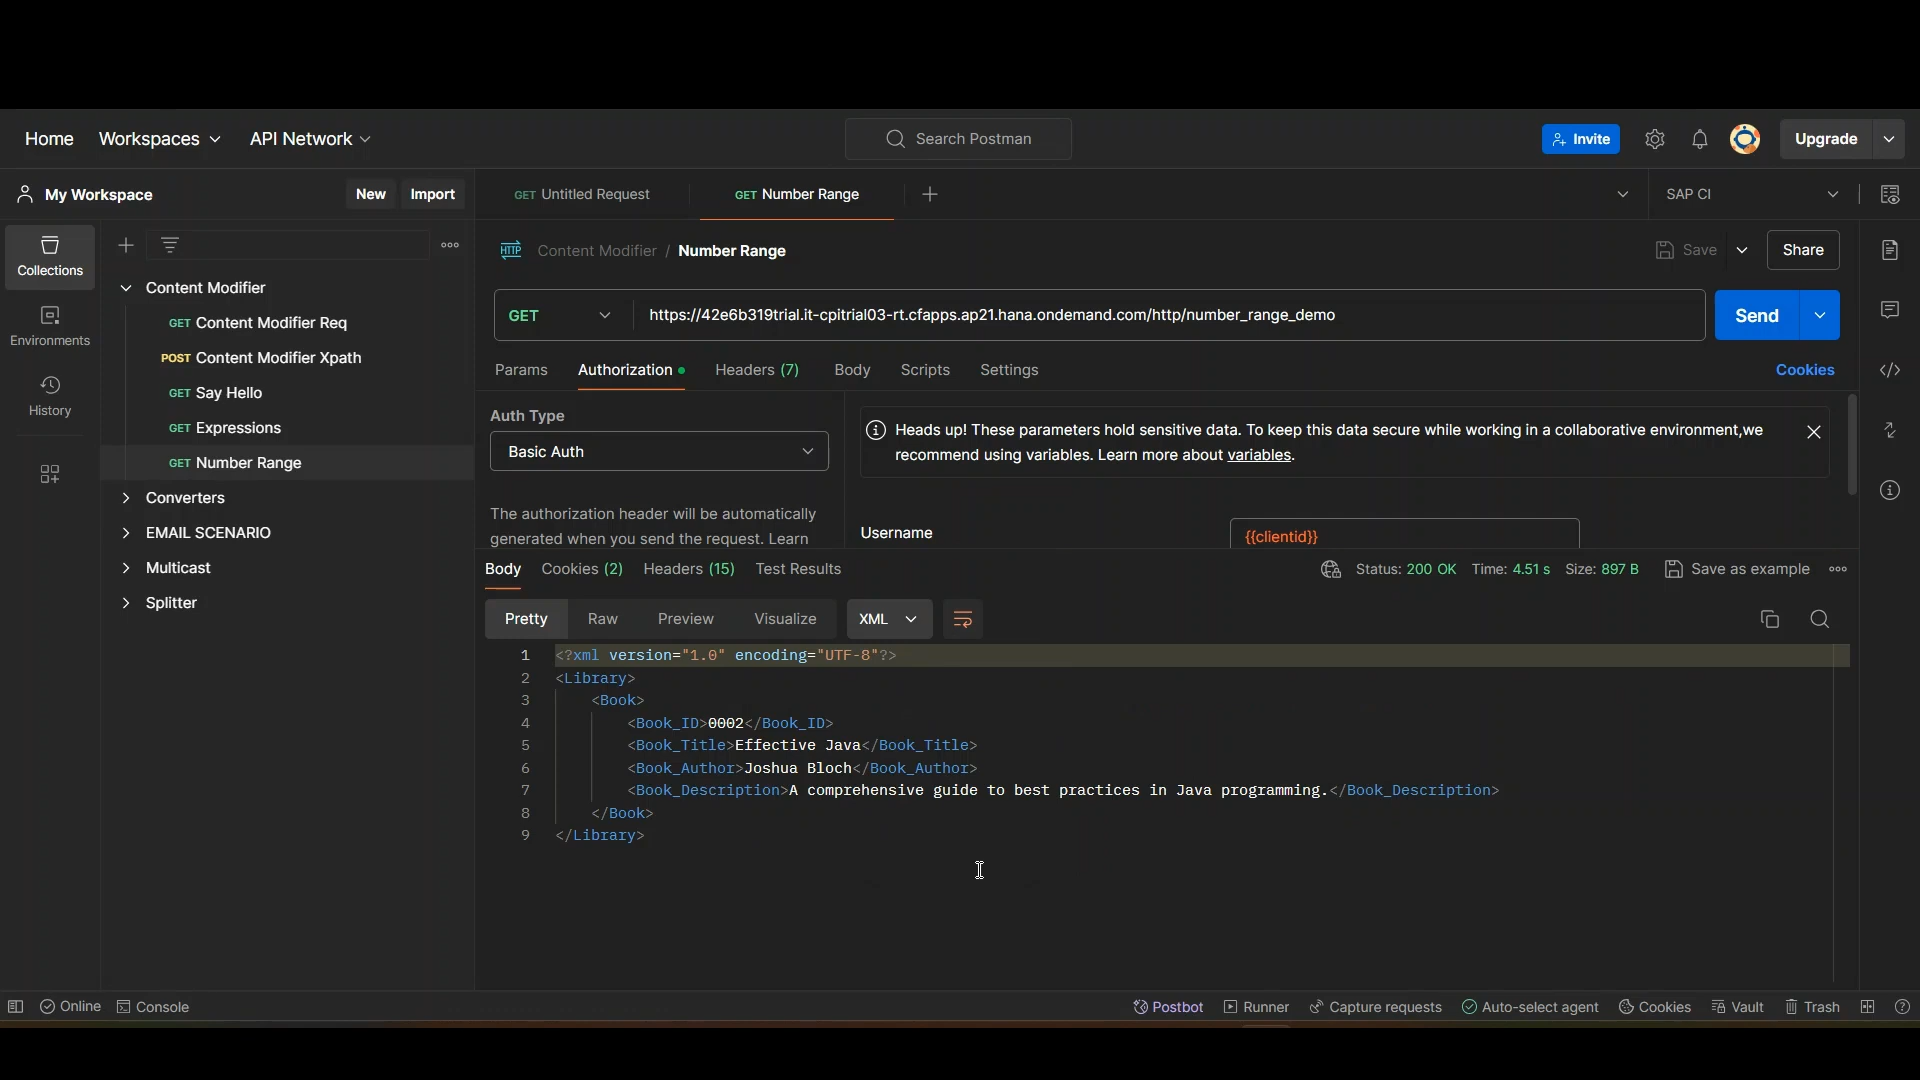 Home Workspaces API Network Search Postman Invite Upgrade
My Workspace New Import GET Untitled Request GET Number Range SAP CI
HTTP Content Modifier / Number Range Save Share
Collections
Environments
History
Content Modifier
GET Content Modifier Req
POST Content Modifier Xpath
GET Say Hello
GET Expressions
GET Number Range
Converters
EMAIL SCENARIO
Multicast
Splitter
GET https://42e6b319trial.it-cpitrial03-rt.cfapps.ap21.hana.ondemand.com/http/number_range_demo Send
Params Authorization Headers (7) Body Scripts Settings Cookies
Auth Type
Basic Auth
The authorization header will be automatically
generated when you send the request. Learn
Heads up! These parameters hold sensitive data. To keep this data secure while working in a collaborative environment,we
recommend using variables. Learn more about variables.
Username {{clientid}}
Body Cookies (2) Headers (15) Test Results Status: 200 OK Time: 4.51 s Size: 897 B Save as example
Pretty Raw Preview Visualize XML
1 <?xml version="1.0" encoding="UTF-8"?>
2 <Library>
3 <Book>
4 <Book_ID>0002</Book_ID>
5 <Book_Title>Effective Java</Book_Title>
6 <Book_Author>Joshua Bloch</Book_Author>
7 <Book_Description>A comprehensive guide to best practices in Java programming.</Book_Description>
8 </Book>
9 </Library>
Online Console Postbot Runner Capture requests Auto-select agent Cookies Vault Trash